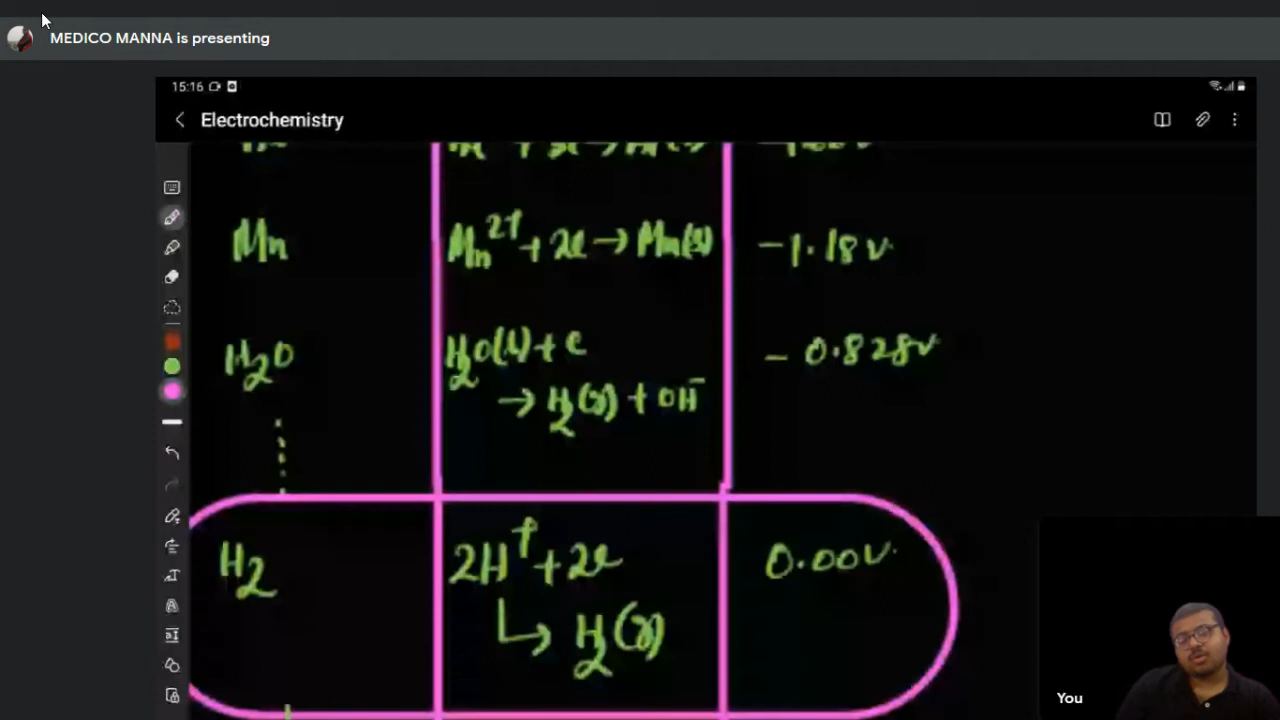 MEDICO MANNA is presenting
15:16
Electrochemistry
Mn Mn²⁺ + 2e → Mn(s) -1.18v
H₂O H₂O(l) + e - 0.828v
→ H₂(g) + OH⁻
H₂ 2H⁺ + 2e 0.00v.
↳ H₂(g)
You